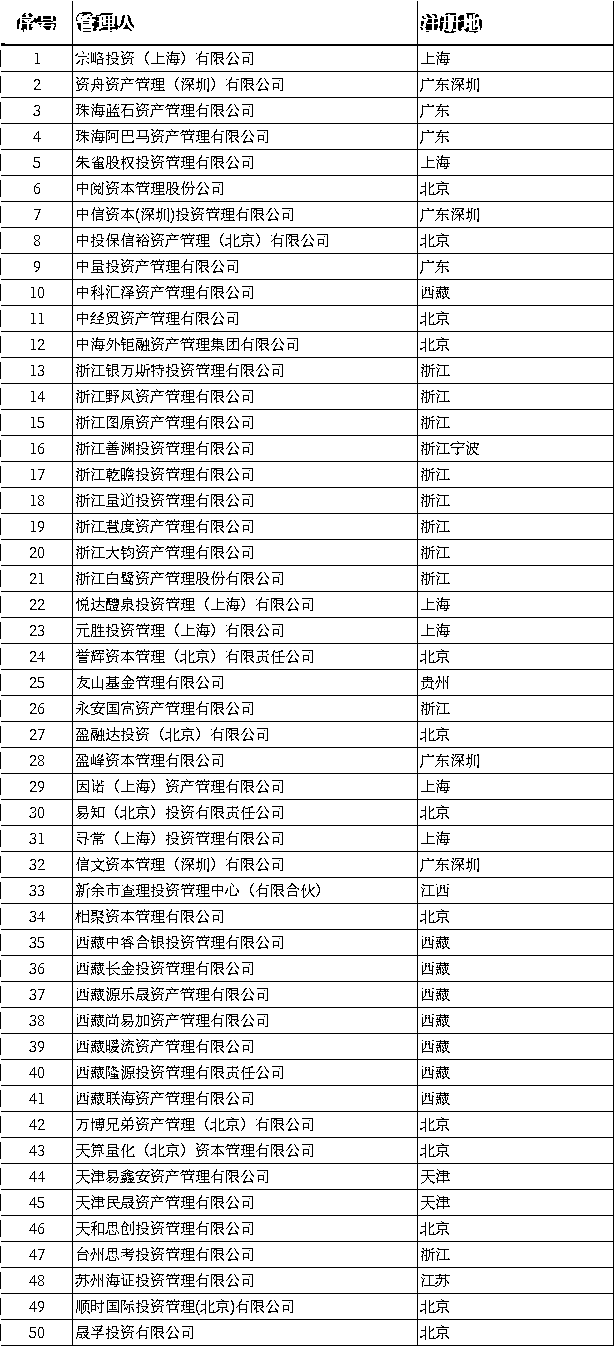 序号 管理人 注册地
1 宗略投资（上海）有限公司 上海
2 资舟资产管理（深圳）有限公司 广东深圳
3 珠海蓝石资产管理有限公司 广东
4 珠海阿巴马资产管理有限公司 广东
5 朱雀股权投资管理有限公司 上海
6 中阅资本管理股份公司 北京
7 中信资本(深圳)投资管理有限公司 广东深圳
8 中投保信裕资产管理（北京）有限公司 北京
9 中量投资产管理有限公司 广东
10 中科汇泽资产管理有限公司 西藏
11 中经贸资产管理有限公司 北京
12 中海外钜融资产管理集团有限公司 北京
13 浙江银万斯特投资管理有限公司 浙江
14 浙江野风资产管理有限公司 浙江
15 浙江图原资产管理有限公司 浙江
16 浙江善渊投资管理有限公司 浙江宁波
17 浙江乾瞻投资管理有限公司 浙江
18 浙江量道投资管理有限公司 浙江
19 浙江慧度资产管理有限公司 浙江
20 浙江大钧资产管理有限公司 浙江
21 浙江白鹭资产管理股份有限公司 浙江
22 悦达醴泉投资管理（上海）有限公司 上海
23 元胜投资管理（上海）有限公司 上海
24 誉辉资本管理（北京）有限责任公司 北京
25 友山基金管理有限公司 贵州
26 永安国富资产管理有限公司 浙江
27 盈融达投资（北京）有限公司 北京
28 盈峰资本管理有限公司 广东深圳
29 因诺（上海）资产管理有限公司 上海
30 易知（北京）投资有限责任公司 北京
31 寻常（上海）投资管理有限公司 上海
32 信文资本管理（深圳）有限公司 广东深圳
33 新余市查理投资管理中心（有限合伙） 江西
34 相聚资本管理有限公司 北京
35 西藏中睿合银投资管理有限公司 西藏
36 西藏长金投资管理有限公司 西藏
37 西藏源乐晟资产管理有限公司 西藏
38 西藏尚易加资产管理有限公司 西藏
39 西藏暖流资产管理有限公司 西藏
40 西藏隆源投资管理有限责任公司 西藏
41 西藏联海资产管理有限公司 西藏
42 万博兄弟资产管理（北京）有限公司 北京
43 天算量化（北京）资本管理有限公司 北京
44 天津易鑫安资产管理有限公司 天津
45 天津民晟资产管理有限公司 天津
46 天和思创投资管理有限公司 北京
47 台州思考投资管理有限公司 浙江
48 苏州海证投资管理有限公司 江苏
49 顺时国际投资管理(北京)有限公司 北京
50 晟孚投资有限公司 北京